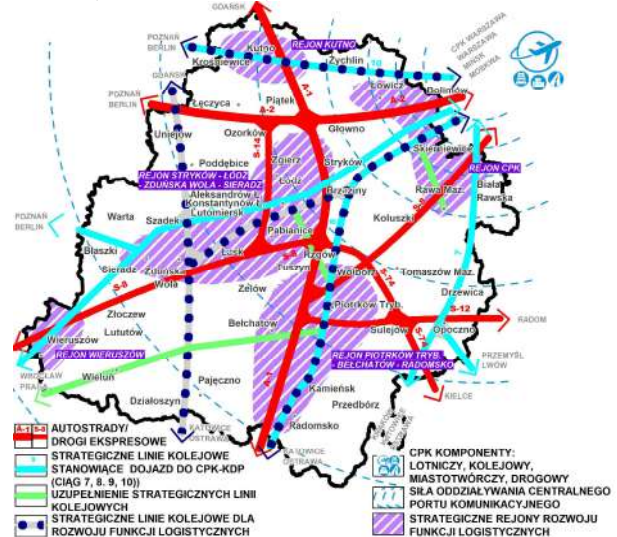 GDAŃSK
POZNAŃ
BERLIN
Kutno
REJON KUTNO
Krośniewice
Żychlin
10
CPK WARSZAWA
WARSZAWA
MIŃSK
MOSKWA
GDAŃSK
Łowicz
Bolimów
POZNAŃ
BERLIN
Łęczyca
Piątek
A-1
A-2
A-2
Uniejów
Ozorków
Głowno
S-14
Skierniewice
Poddębice
Zgierz
Stryków
REJON CPK
REJON STRYKÓW - ŁÓDŹ
- ZDUŃSKA WOLA - SIERADZ
Łódź
Aleksandrów Ł.
Konstantynów Ł.
Lutomiersk
Brzeziny
Rawa Maz.
Biała
Rawska
Warta
Szadek
Pabianice
Koluszki
S-8
POZNAŃ
BERLIN
Błaszki
Łask
S-8
Rzgów
Tuszyn
Sieradz
Zduńska
Wola
Wolbórz
S-74
Tomaszów Maz.
S-8
Zelów
Drzewica
Złoczew
Piotrków Tryb.
S-12
RADOM
Wieruszów
Lututów
Bełchatów
Sulejów
Opoczno
REJON WIERUSZÓW
REJON PIOTRKÓW TRYB.
- BEŁCHATÓW - RADOMSKO
S-74
PRZEMYŚL
LWÓW
WROCŁAW
PRAGA
Wieluń
Pajęczno
A-1
Kamieńsk
KIELCE
Działoszyn
Przedbórz
Radomsko
KATOWICE
OSTRAWA
KATOWICE
OSTRAWA
A-1 S-8 AUTOSTRADY/
DROGI EKSPRESOWE
STRATEGICZNE LINIE KOLEJOWE
STANOWIĄCE DOJAZD DO CPK-KDP
(CIĄG 7, 8. 9, 10))
UZUPEŁNIENIE STRATEGICZNYCH LINII
KOLEJOWYCH
STRATEGICZNE LINIE KOLEJOWE DLA
ROZWOJU FUNKCJI LOGISTYCZNYCH
CPK KOMPONENTY:
LOTNICZY, KOLEJOWY,
MIASTOTWÓRCZY, DROGOWY
SIŁA ODDZIAŁYWANIA CENTRALNEGO
PORTU KOMUNIKACYJNEGO
STRATEGICZNE REJONY ROZWOJU
FUNKCJI LOGISTYCZNYCH